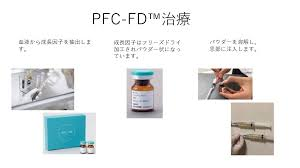 PFC-FD™治療
血液から成長因子を抽出しま
す。
成長因子はフリーズドライ
加工されパウダー状になっ
ています。
パウダーを溶解し、
患部に注入します。